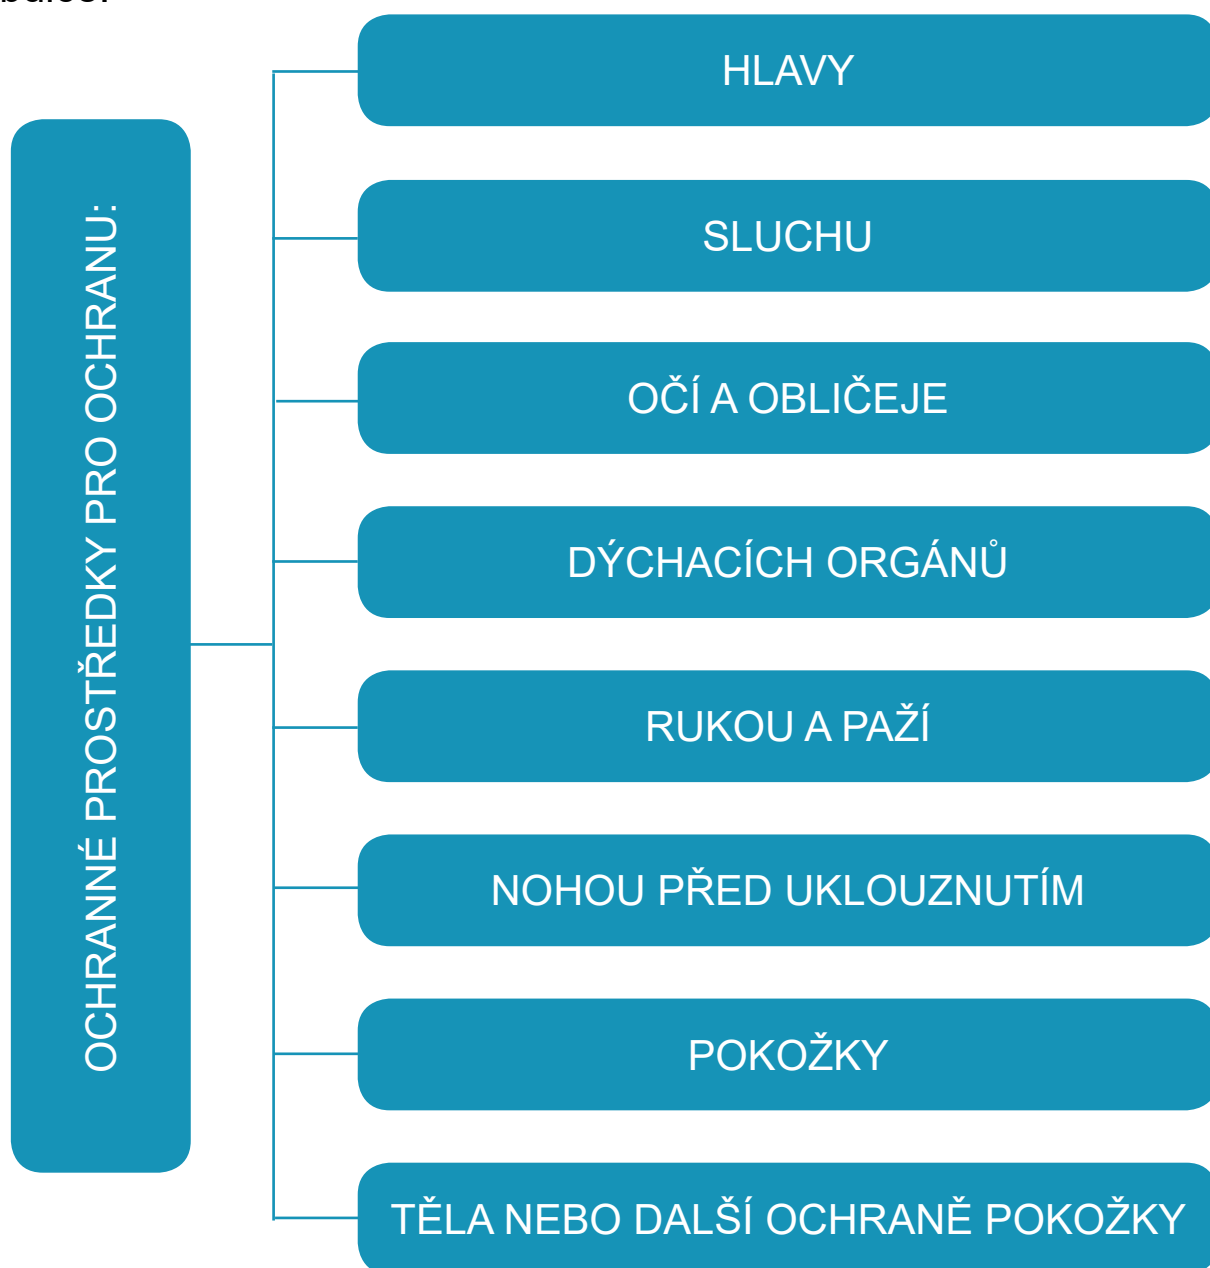 OCHRANNÉ PROSTŘEDKY PRO OCHRANU:
HLAVY
SLUCHU
OČÍ A OBLIČEJE
DÝCHACÍCH ORGÁNŮ
RUKOU A PAŽÍ
NOHOU PŘED UKLOUZNUTÍM
POKOŽKY
TĚLA NEBO DALŠÍ OCHRANĚ POKOŽKY